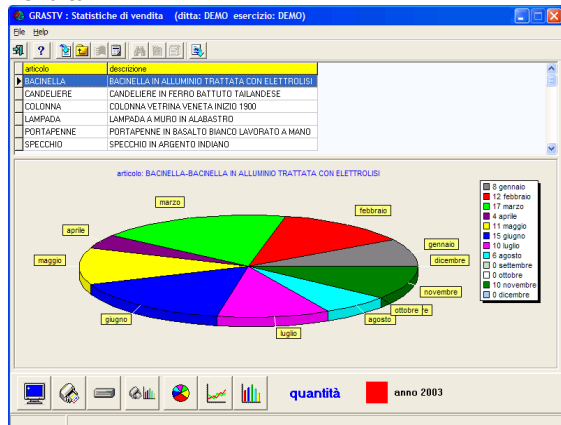 GRASTV : Statistiche di vendita (ditta: DEMO esercizio: DEMO)
File Help
articolo descrizione
BACINELLA BACINELLA IN ALLUMINIO TRATTATA CON ELETTROLISI
CANDELIERE CANDELIERE IN FERRO BATTUTO TAILANDESE
COLONNA COLONNA VETRINA VENETA INIZIO 1900
LAMPADA LAMPADA A MURO IN ALABASTRO
PORTAPENNE PORTAPENNE IN BASALTO BIANCO LAVORATO A MANO
SPECCHIO SPECCHIO IN ARGENTO INDIANO
articolo: BACINELLA-BACINELLA IN ALLUMINIO TRATTATA CON ELETTROLISI
marzo
febbraio
aprile
gennaio
maggio
dicembre
novembre
ottobre
giugno
agosto
luglio
8 gennaio
12 febbraio
17 marzo
4 aprile
11 maggio
15 giugno
10 luglio
6 agosto
0 settembre
0 ottobre
10 novembre
0 dicembre
quantità
anno 2003